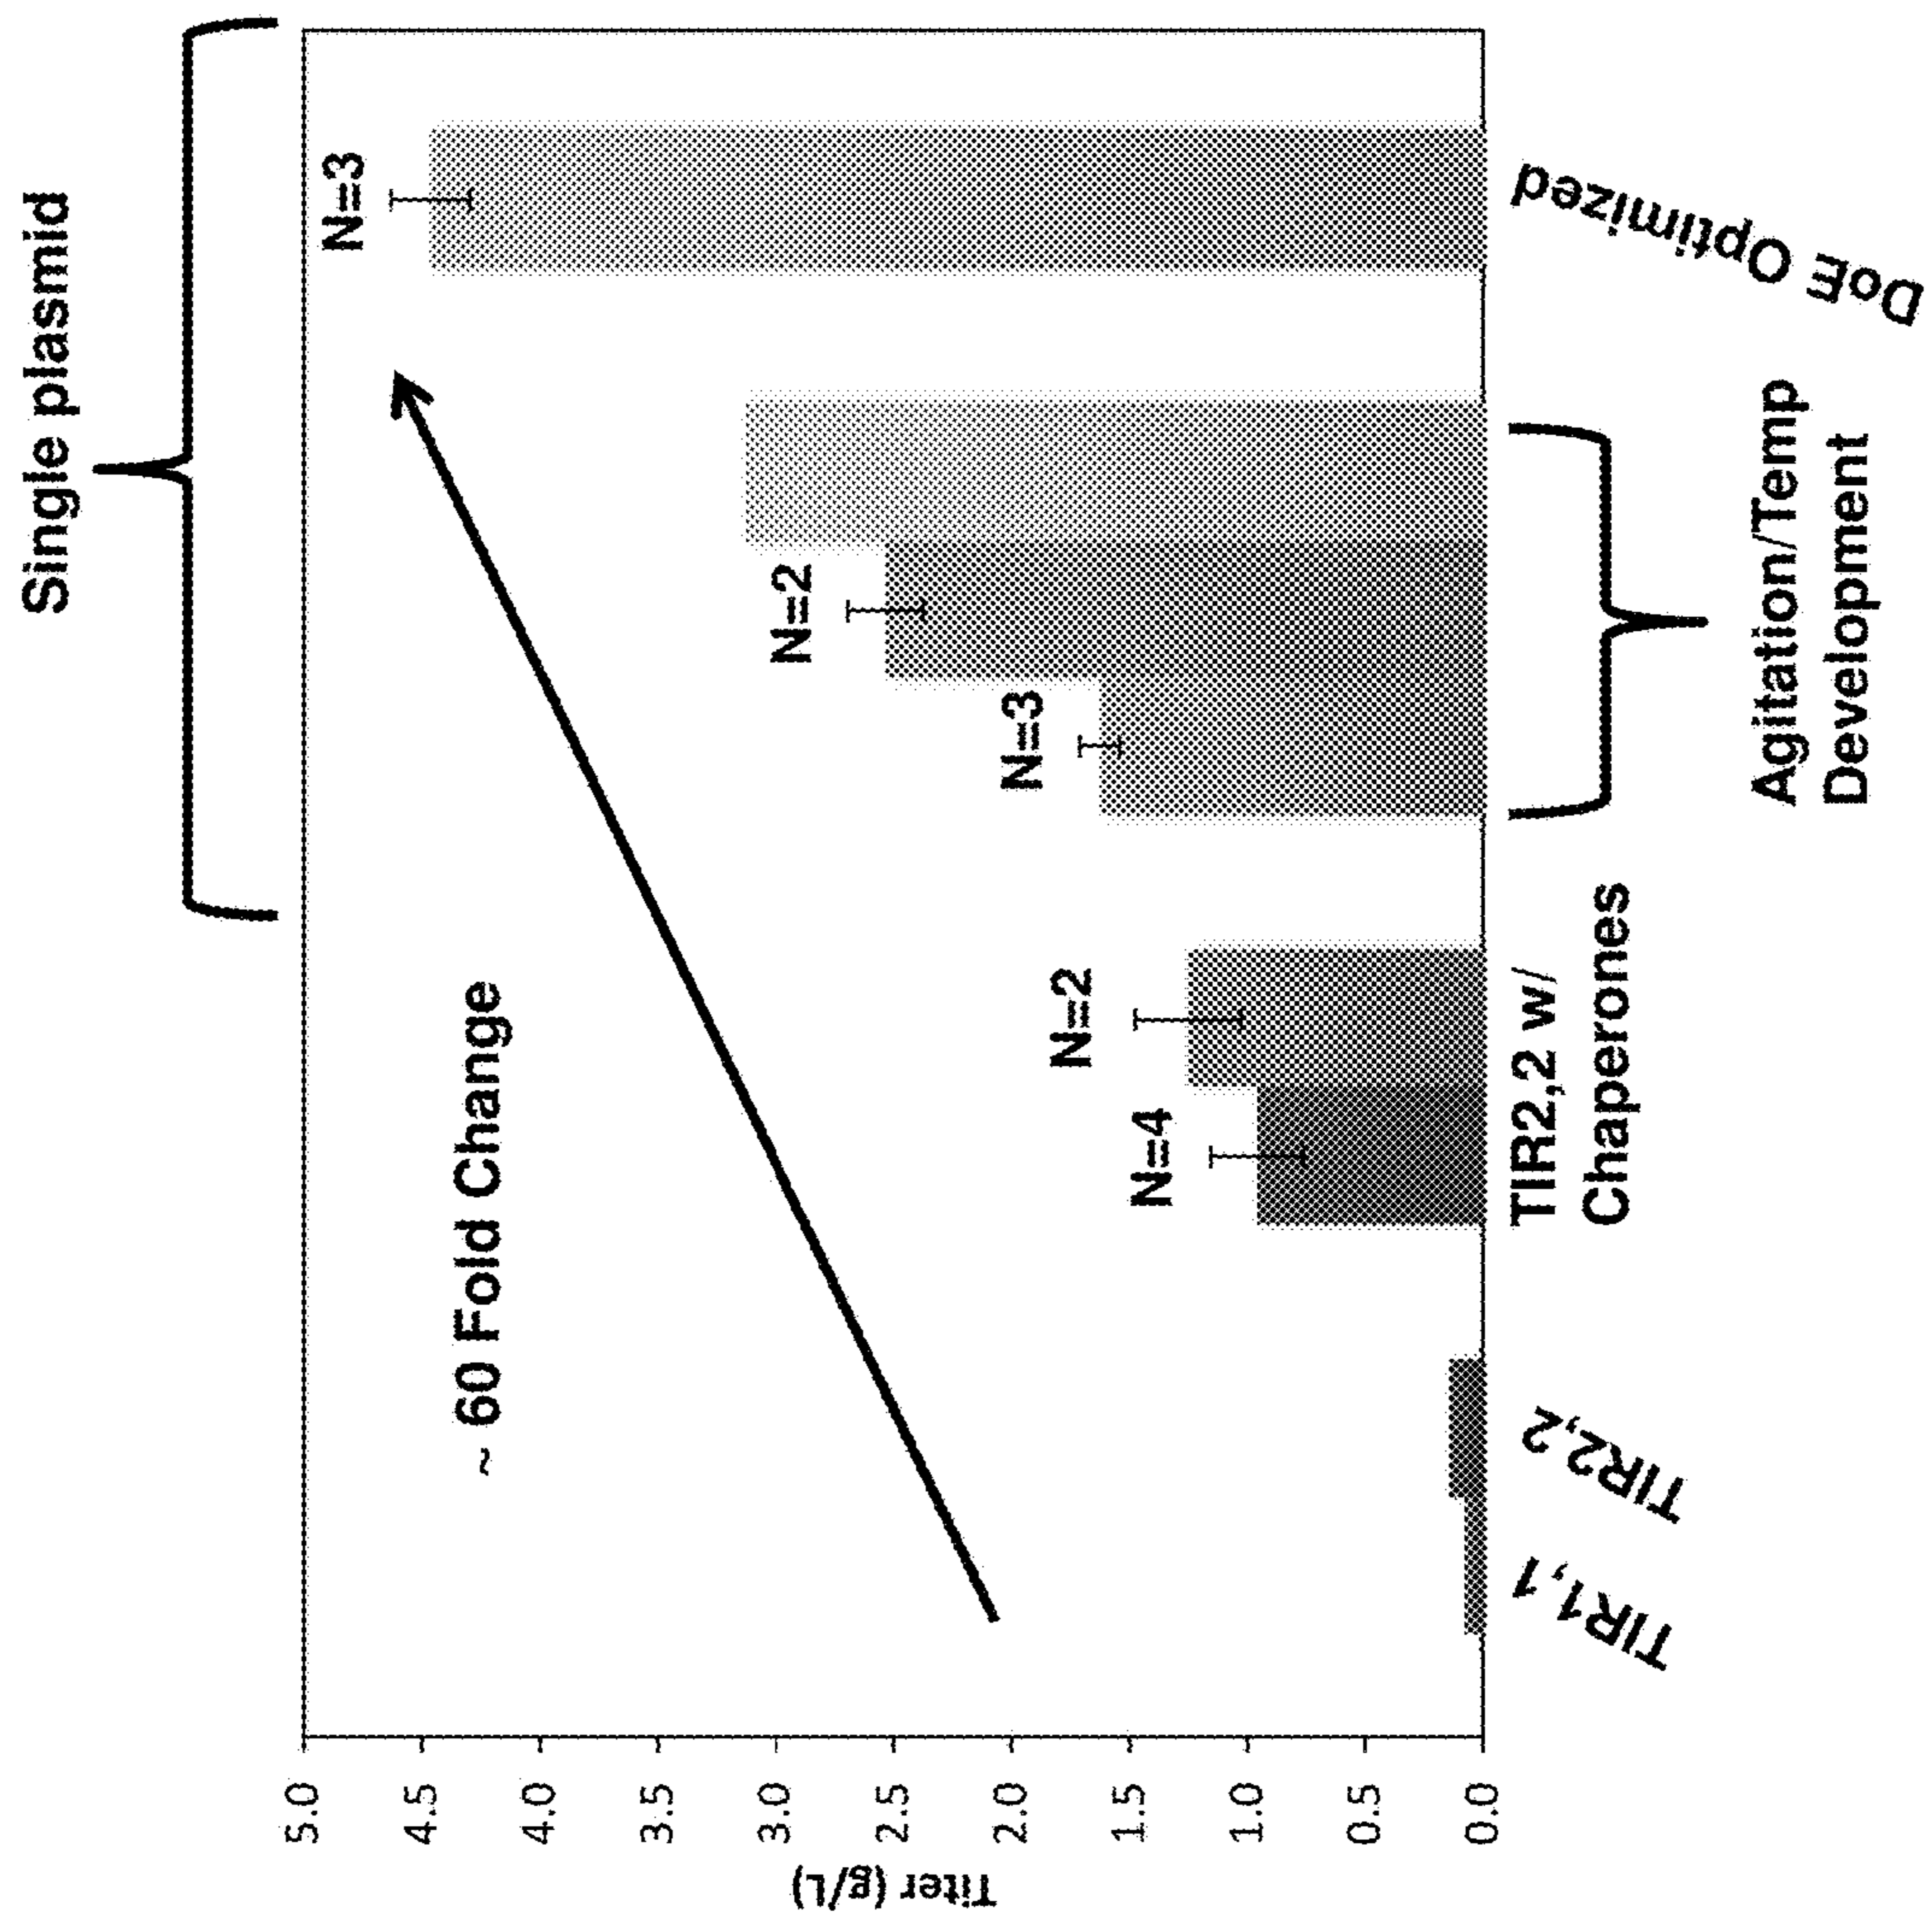 Single plasmid
~ 60 Fold Change
N=4
N=2
N=3
N=2
N=3
Titer (g/L)
5.0
4.5
4.0
3.5
3.0
2.5
2.0
1.5
1.0
0.5
0.0
TIR1,1
TIR2,2
TIR2,2 w/
Chaperones
Agitation/Temp
Development
DoE Optimized